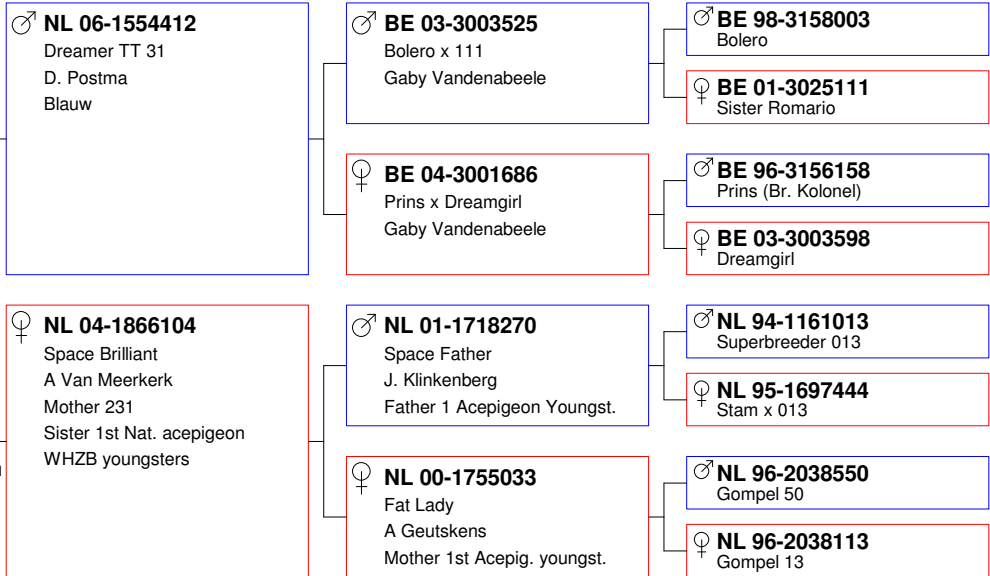 NL 06-1554412
Dreamer TT 31
D. Postma
Blauw
NL 04-1866104
Space Brilliant
A Van Meerkerk
Mother 231
Sister 1st Nat. acepigeon
WHZB youngsters
BE 03-3003525
Bolero x 111
Gaby Vandenabeele
BE 04-3001686
Prins x Dreamgirl
Gaby Vandenabeele
NL 01-1718270
Space Father
J. Klinkenberg
Father 1 Acepigeon Youngst.
NL 00-1755033
Fat Lady
A Geutskens
Mother 1st Acepig. youngst.
BE 98-3158003
Bolero
BE 01-3025111
Sister Romario
BE 96-3156158
Prins (Br. Kolonel)
BE 03-3003598
Dreamgirl
NL 94-1161013
Superbreeder 013
NL 95-1697444
Stam x 013
NL 96-2038550
Gompel 50
NL 96-2038113
Gompel 13